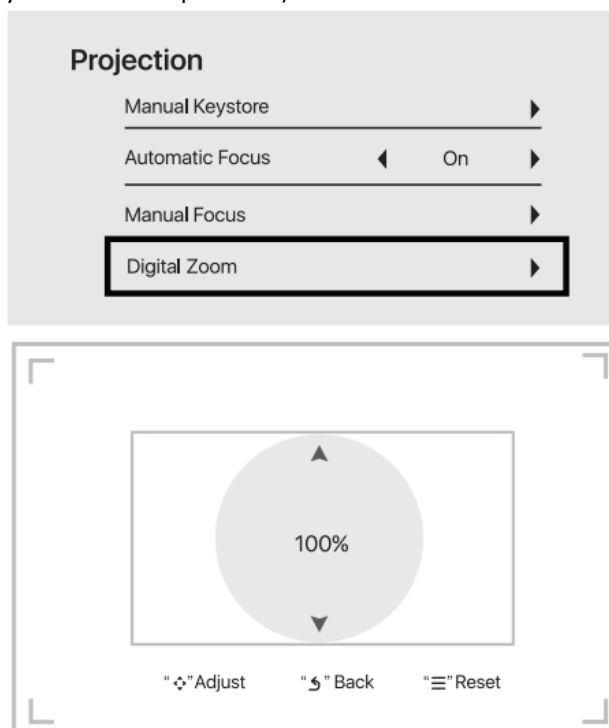 Projection
Manual Keystore
Automatic Focus On
Manual Focus
Digital Zoom
100%
“ ”Adjust “ ” Back “☰”Reset